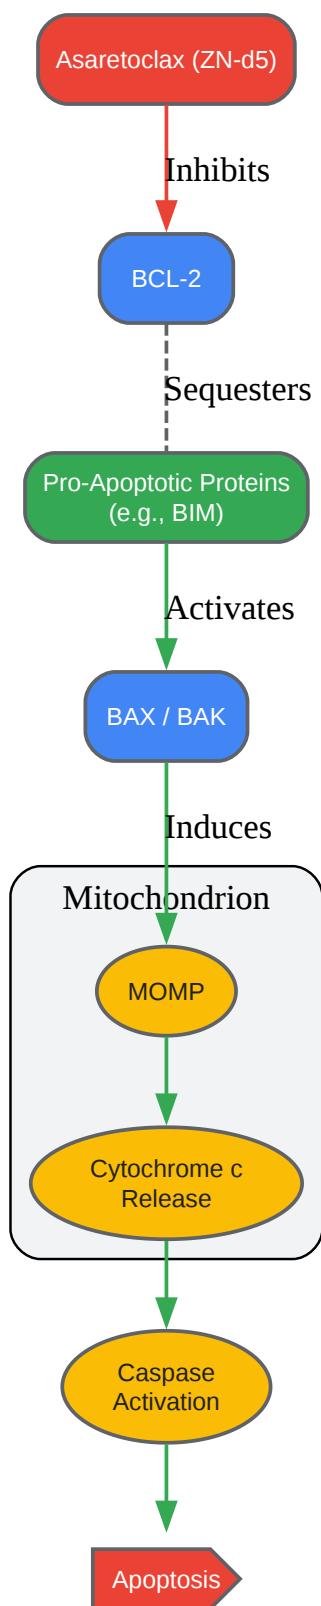 Asaretoclax (ZN-d5)
Inhibits
BCL-2
Sequesters
Pro-Apoptotic Proteins
(e.g., BIM)
Activates
BAX / BAK
Induces
Mitochondrion
MOMP
Cytochrome c
Release
Caspase
Activation
Apoptosis